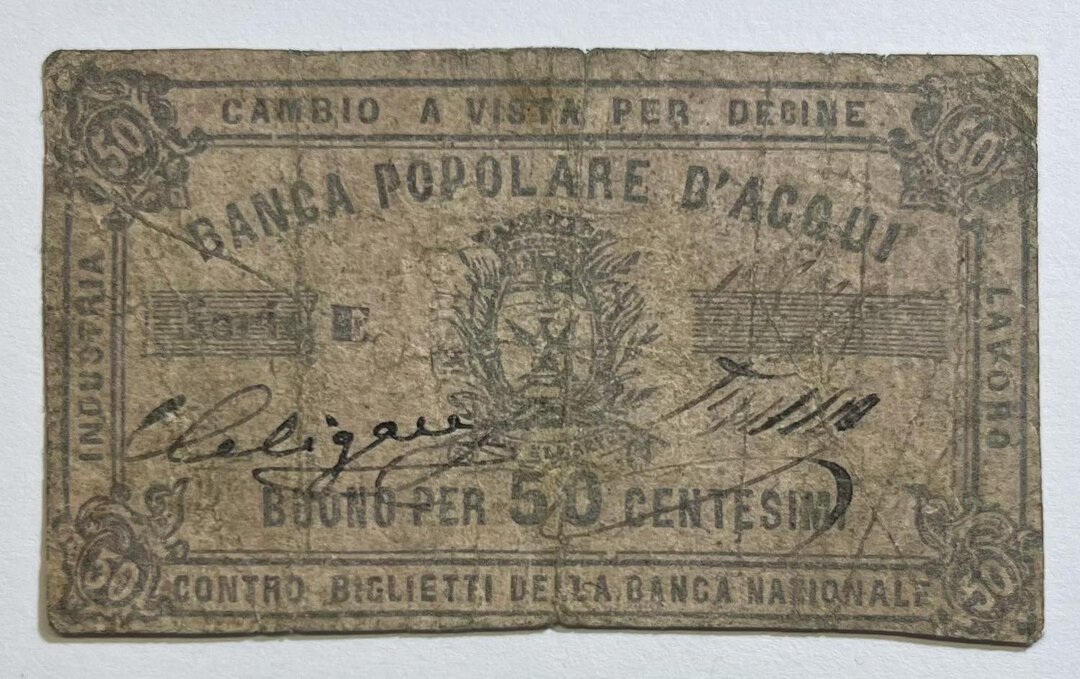 CAMBIO A VISTA PER DECINE
BANCA POPOLARE D'ACQUI
INDUSTRIA
LAVORO
Serie E
BUONO PER 50 CENTESIMI
CONTRO BIGLIETTI DELLA BANCA NAZIONALE
50
50
50
50